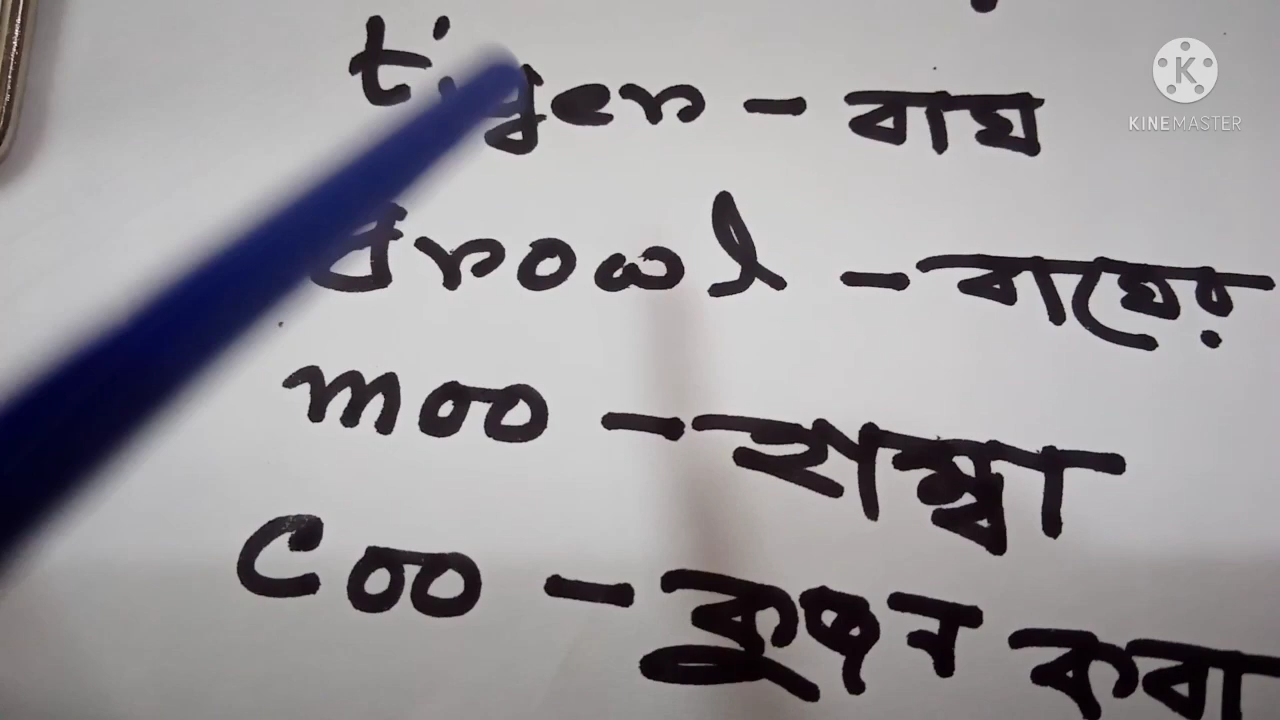 tiger - বাঘ
KINEMASTER
growl - বাঘের
moo - হাম্বা
Coo - কুজন করা